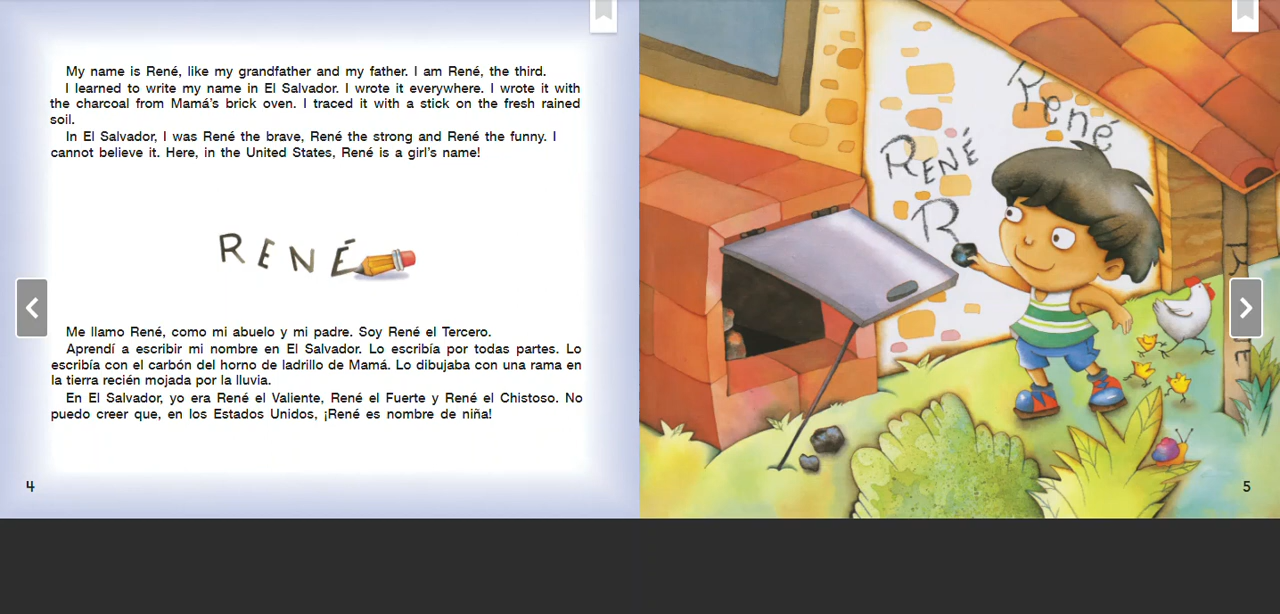 My name is René, like my grandfather and my father. I am René, the third.
I learned to write my name in El Salvador. I wrote it everywhere. I wrote it with
the charcoal from Mamá's brick oven. I traced it with a stick on the fresh rained
soil.
In El Salvador, I was René the brave, René the strong and René the funny. I
cannot believe it. Here, in the United States, René is a girl's name!
RENÉ
Me llamo René, como mi abuelo y mi padre. Soy René el Tercero.
Aprendí a escribir mi nombre en El Salvador. Lo escribía por todas partes. Lo
escribía con el carbón del horno de ladrillo de Mamá. Lo dibujaba con una rama en
la tierra recién mojada por la lluvia.
En El Salvador, yo era René el Valiente, René el Fuerte y René el Chistoso. No
puedo creer que, en los Estados Unidos, ¡René es nombre de niña!
4
René
RENÉ
R
5